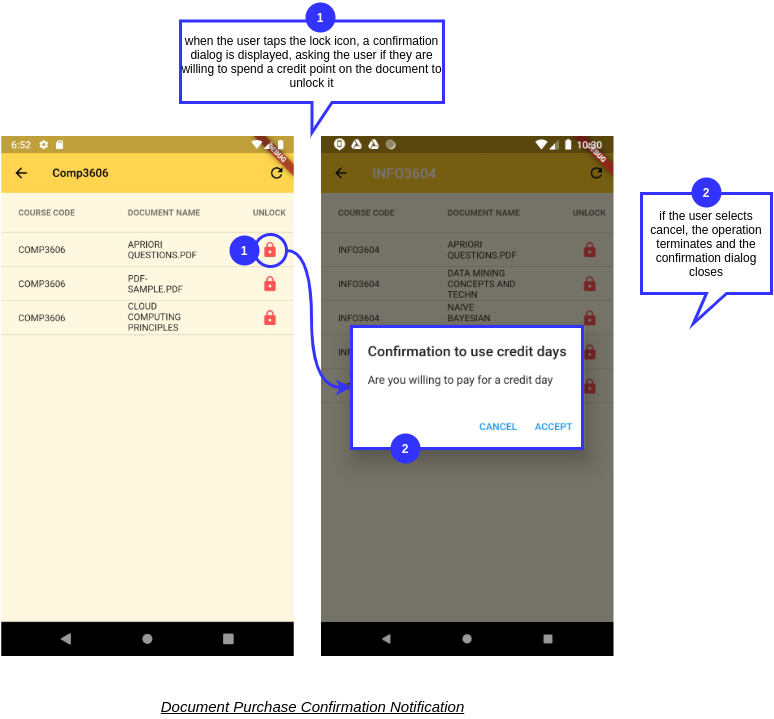 1
when the user taps the lock icon, a confirmation
dialog is displayed, asking the user if they are
willing to spend a credit point on the document to
unlock it
6:52
DEBUG
Comp3606
COURSE CODE DOCUMENT NAME UNLOCK
COMP3606
APRIORI
QUESTIONS.PDF
1
COMP3606
PDF-
SAMPLE.PDF
COMP3606
CLOUD
COMPUTING
PRINCIPLES
10:30
DEBUG
INFO3604
COURSE CODE DOCUMENT NAME UNLOCK
INFO3604
APRIORI
QUESTIONS.PDF
INFO3604
DATA MINING
CONCEPTS AND
TECHN
INFO3604
NAIVE
BAYESIAN
Confirmation to use credit days
Are you willing to pay for a credit day
CANCEL ACCEPT
2
2
if the user selects
cancel, the operation
terminates and the
confirmation dialog
closes
Document Purchase Confirmation Notification